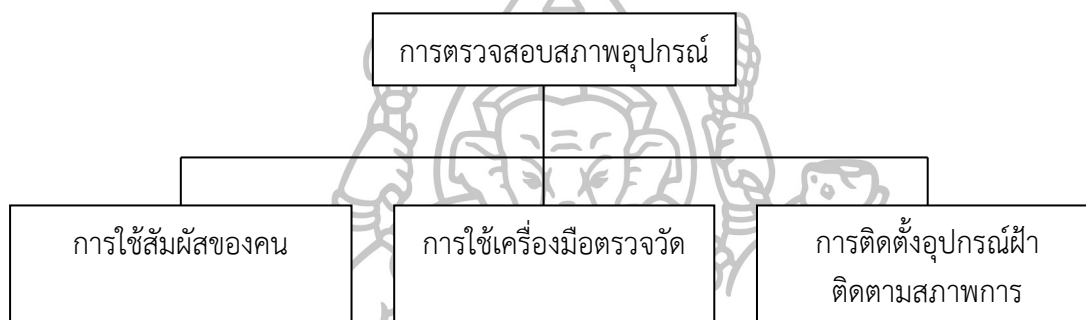 การตรวจสอบสภาพอุปกรณ์
การใช้สัมผัสของคน
การใช้เครื่องมือตรวจวัด
การติดตั้งอุปกรณ์ฝ้า
ติดตามสภาพการ